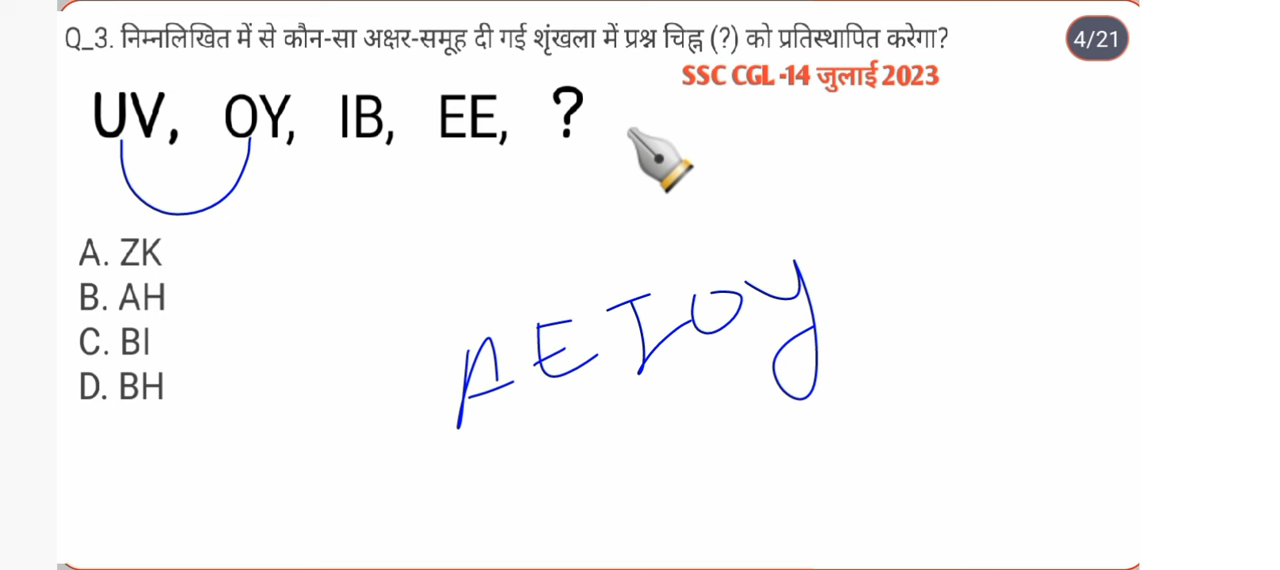 Q_3. निम्नलिखित में से कौन-सा अक्षर-समूह दी गई शृंखला में प्रश्न चिह्न (?) को प्रतिस्थापित करेगा?
4/21
SSC CGL -14 जुलाई 2023
UV, OY, IB, EE, ?
A. ZK
B. AH
C. BI
D. BH
A E I O Y